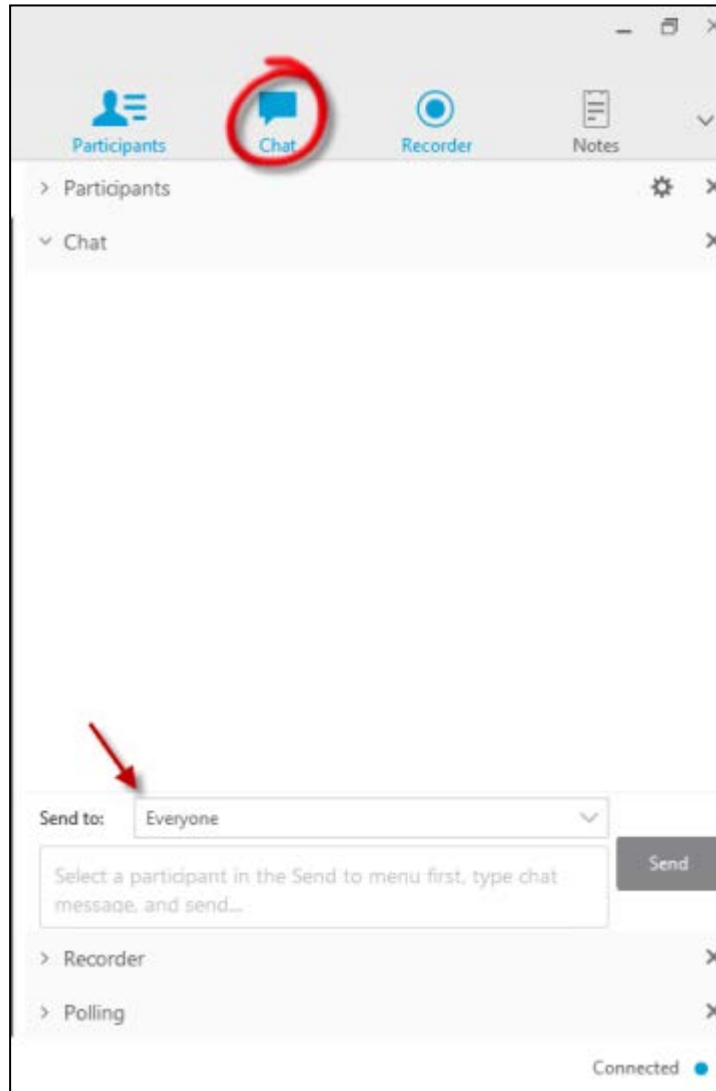 Participants Chat Recorder Notes
Participants
Chat
Send to: Everyone
Select a participant in the Send to menu first, type chat
message, and send...
Send
Recorder
Polling
Connected